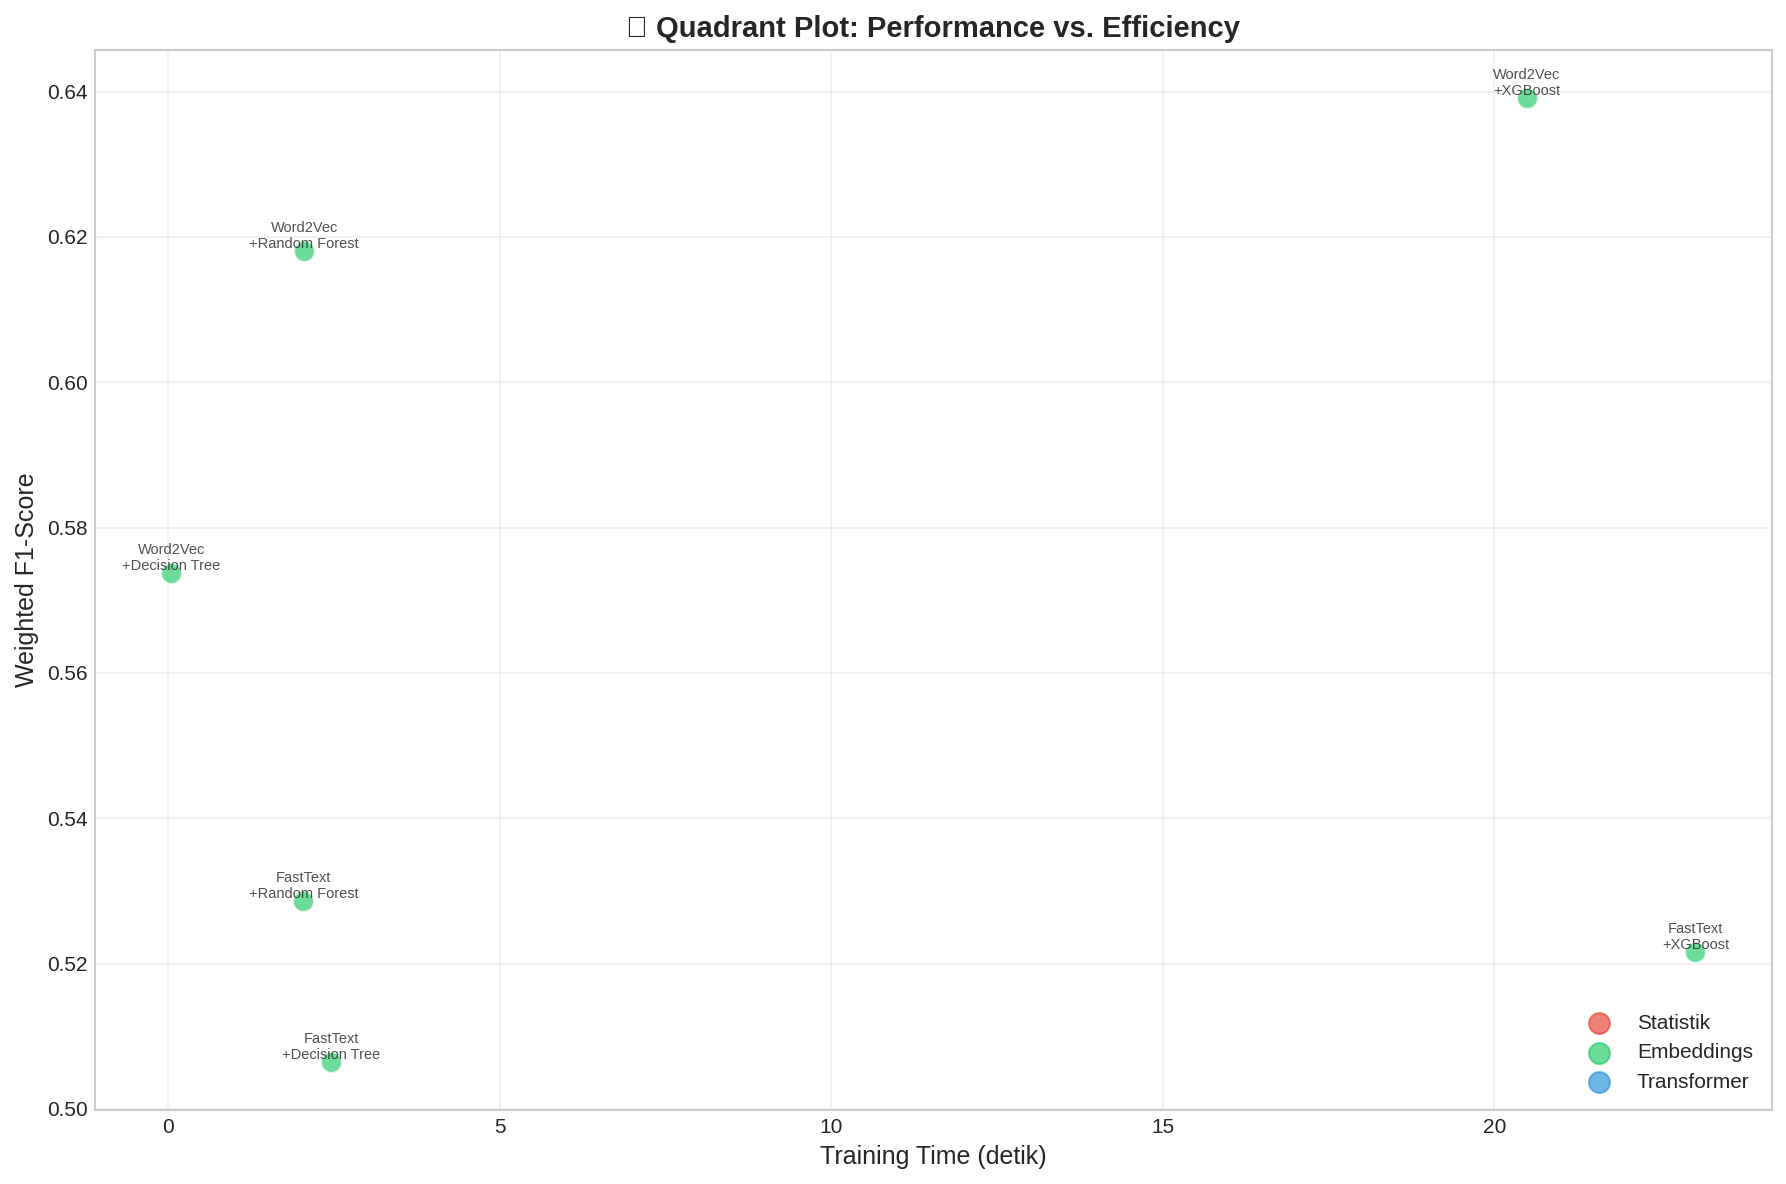 Quadrant Plot: Performance vs. Efficiency
Weighted F1-Score
0.64
0.62
0.60
0.58
0.56
0.54
0.52
0.50
Word2Vec
+XGBoost
Word2Vec
+Random Forest
Word2Vec
+Decision Tree
FastText
+Random Forest
FastText
+XGBoost
FastText
+Decision Tree
Statistik
Embeddings
Transformer
0
5
10
15
20
Training Time (detik)